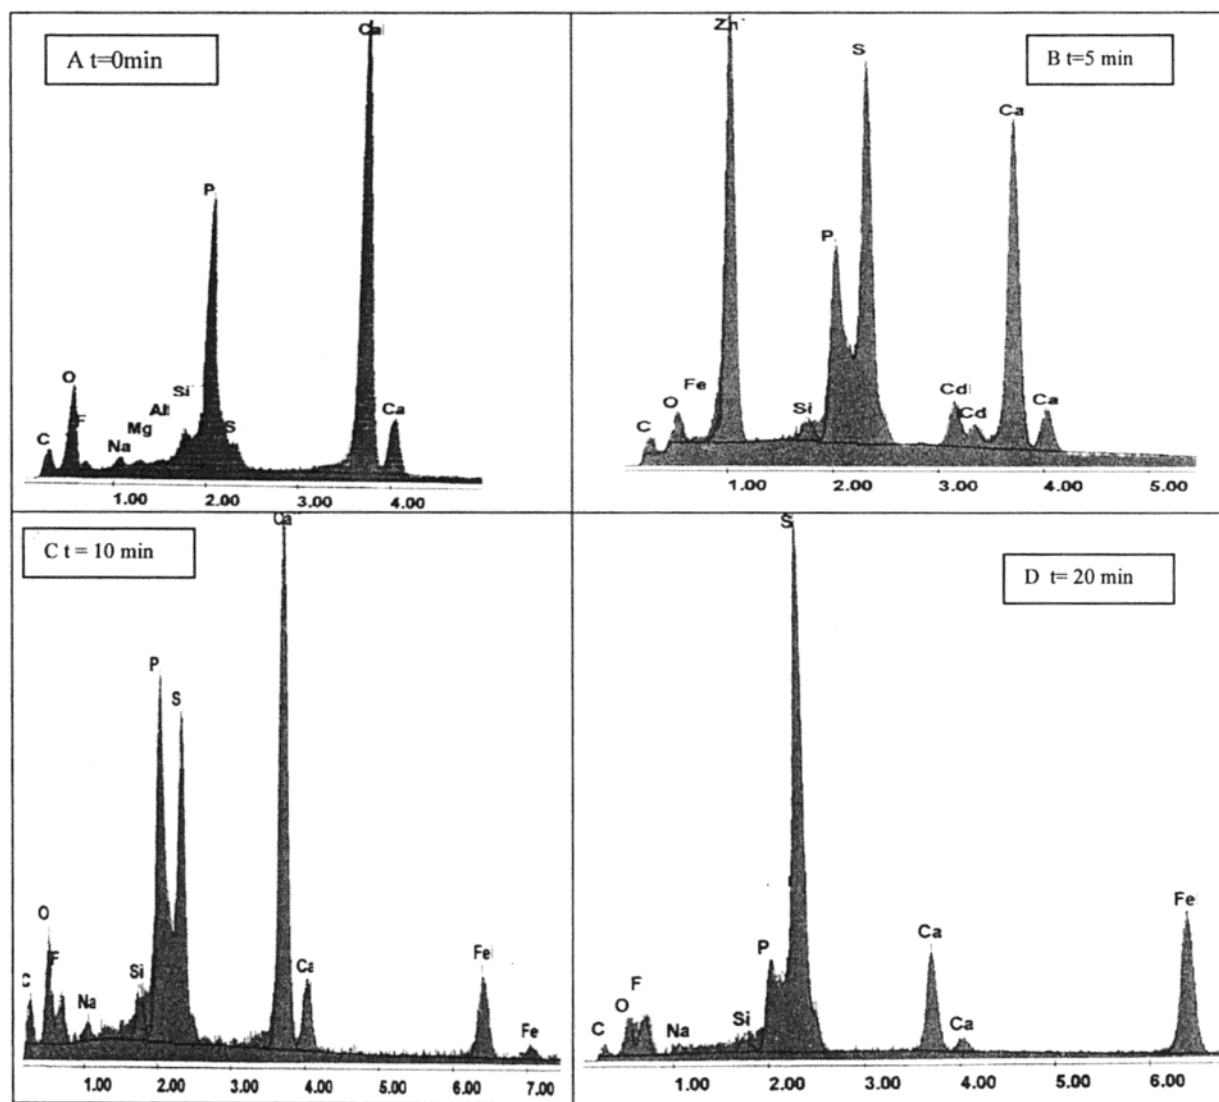 A t=0min
Ca
P
O
F
C
Na
Mg
Al
Si
S
Ca
1.00 2.00 3.00 4.00
B t=5 min
Zn
S
Ca
P
Fe
O
C
Si
Cd
Cd
Ca
1.00 2.00 3.00 4.00 5.00
C t = 10 min
Ca
P
S
O
F
C
Na
Si
Ca
Fe
Fe
1.00 2.00 3.00 4.00 5.00 6.00 7.00
D t= 20 min
S
P
F
O
C
Na
Si
Ca
Ca
Fe
1.00 2.00 3.00 4.00 5.00 6.00